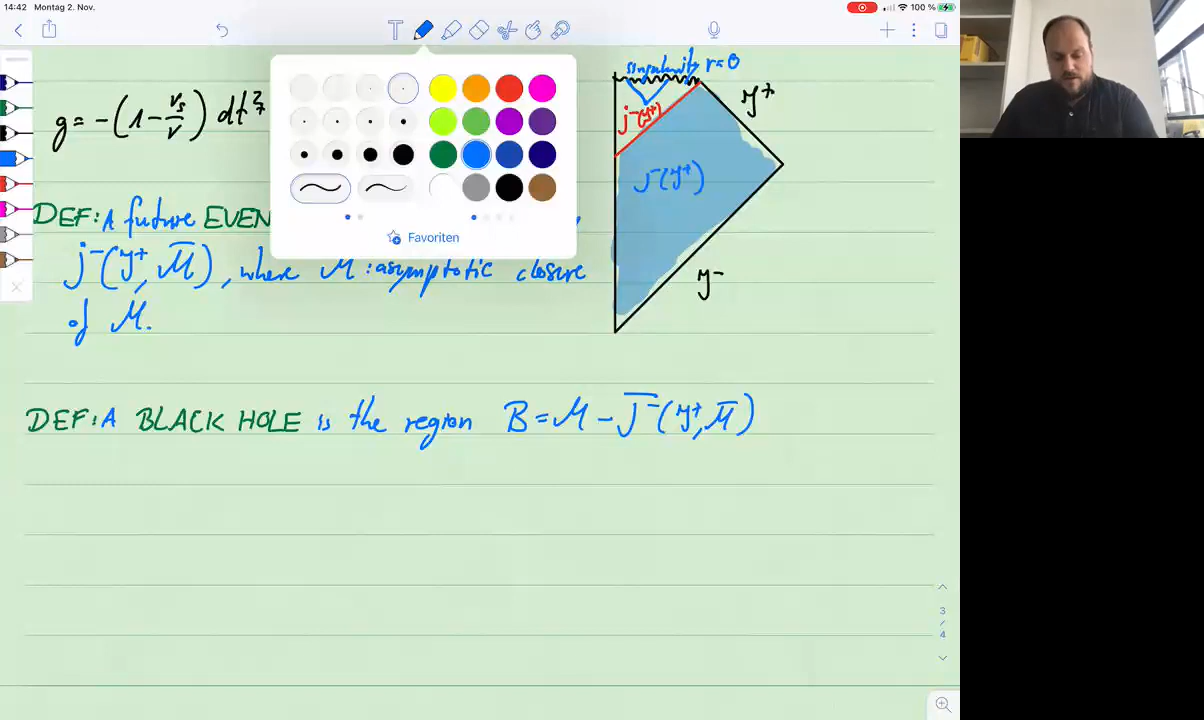 14:42 Montag 2. Nov. 100 %
T
g = -(1 - r_s/r) dt²
singularity r=0
j⁻(𝒥⁺)
𝒥⁺
J⁻(𝒥⁺)
𝒥⁻
DEF: A future EVEN
j⁻(𝒥⁺, M̄), where M̄ : asymptotic closure
of M.
Favoriten
DEF: A BLACK HOLE is the region B = M - J⁻(𝒥⁺, M̄)
3
/
4